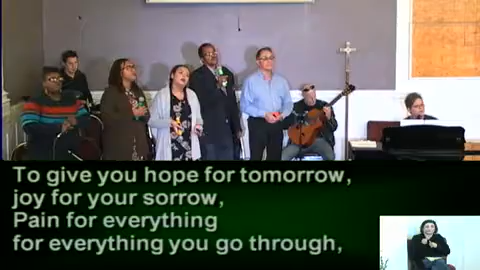 To give you hope for tomorrow,
joy for your sorrow,
Pain for everything
for everything you go through,